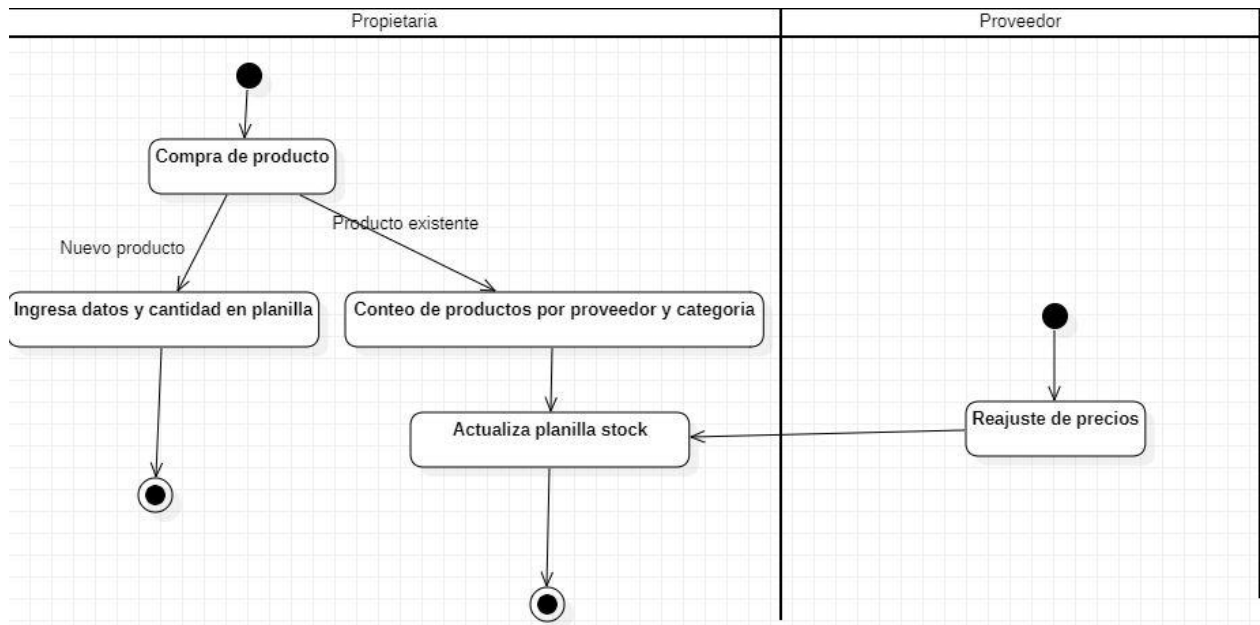 Propietaria
Proveedor
Compra de producto
Producto existente
Nuevo producto
Ingresa datos y cantidad en planilla
Conteo de productos por proveedor y categoria
Actualiza planilla stock
Reajuste de precios